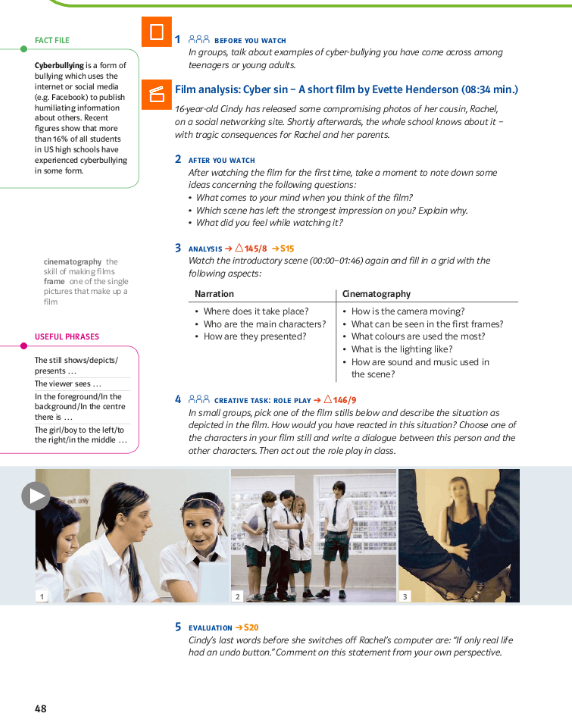 FACT FILE
Cyberbullying is a form of
bullying which uses the
internet or social media
(e.g. Facebook) to publish
humiliating information
about others. Recent
figures show that more
than 16% of all students
in US high schools have
experienced cyberbullying
in some form.
1 BEFORE YOU WATCH
In groups, talk about examples of cyber-bullying you have come across among
teenagers or young adults.
Film analysis: Cyber sin – A short film by Evette Henderson (08:34 min.)
16-year-old Cindy has released some compromising photos of her cousin, Rachel,
on a social networking site. Shortly afterwards, the whole school knows about it –
with tragic consequences for Rachel and her parents.
2 AFTER YOU WATCH
After watching the film for the first time, take a moment to note down some
ideas concerning the following questions:
• What comes to your mind when you think of the film?
• Which scene has left the strongest impression on you? Explain why.
• What did you feel while watching it?
cinematography the
skill of making films
frame one of the single
pictures that make up a
film
3 ANALYSIS → △ 145/8 → S15
Watch the introductory scene (00:00–01:46) again and fill in a grid with the
following aspects:
Narration
• Where does it take place?
• Who are the main characters?
• How are they presented?
Cinematography
• How is the camera moving?
• What can be seen in the first frames?
• What colours are used the most?
• What is the lighting like?
• How are sound and music used in
the scene?
USEFUL PHRASES
The still shows/depicts/
presents …
The viewer sees …
In the foreground/In the
background/In the centre
there is …
The girl/boy to the left/to
the right/in the middle …
4 CREATIVE TASK: ROLE PLAY → △ 146/9
In small groups, pick one of the film stills below and describe the situation as
depicted in the film. How would you have reacted in this situation? Choose one of
the characters in your film still and write a dialogue between this person and the
other characters. Then act out the role play in class.
1
2
3
5 EVALUATION → S20
Cindy's last words before she switches off Rachel's computer are: "If only real life
had an undo button." Comment on this statement from your own perspective.
48